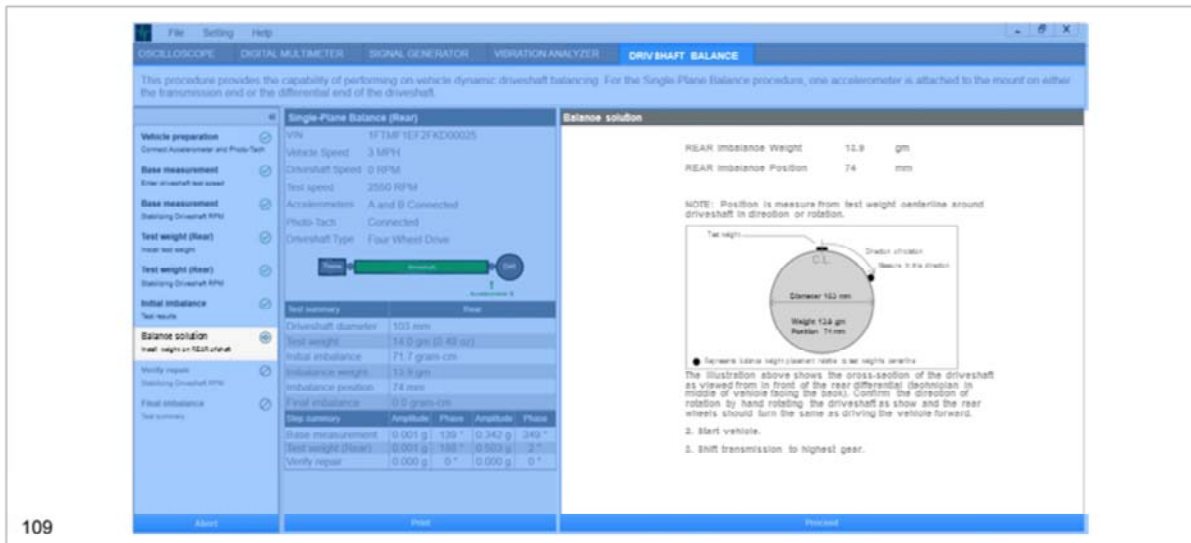 File Setting Help
OSCILLOSCOPE DIGITAL MULTIMETER SIGNAL GENERATOR VIBRATION ANALYZER DRIVSHAFT BALANCE
This procedure provides the capability of performing on-vehicle dynamic driveshaft balancing. For the Single-Plane Balance procedure, one accelerometer is attached to the mount on either
the transmission end or the differential end of the driveshaft.
Vehicle preparation
Connect Accelerometer and Photo-Tach
Base measurement
Enter driveshaft test speed
Base measurement
Stabilizing Driveshaft RPM
Test weight (Rear)
Install test weight
Test weight (Rear)
Stabilizing Driveshaft RPM
Initial imbalance
Test results
Balance solution
Install weight on REAR of shaft
Verify repair
Stabilizing Driveshaft RPM
Final imbalance
Test summary
Abort
Single-Plane Balance (Rear)
VIN 1FTMF1EF2FKD00025
Vehicle Speed 3 MPH
Driveshaft Speed 0 RPM
Test speed 2550 RPM
Accelerometers A and B Connected
Photo-Tach Connected
Driveshaft Type Four Wheel Drive
Trans Driveshaft Diff
Test summary Rear
Driveshaft diameter 103 mm
Test weight 14.0 gm (0.49 oz)
Initial imbalance 71.7 gram-cm
Imbalance weight 13.9 gm
Imbalance position 74 mm
Final imbalance 0.0 gram-cm
Step summary Amplitude Phase Amplitude Phase
Base measurement 0.001 g 139 ° 0.342 g 349 °
Test weight (Rear) 0.001 g 188 ° 0.503 g 2 °
Verify repair 0.000 g 0 ° 0.000 g 0 °
Print
Balance solution
REAR Imbalance Weight 13.9 gm
REAR Imbalance Position 74 mm
NOTE: Position is measure from test weight centerline around
driveshaft in direction or rotation.
Test weight
Direction of rotation
C.L.
Measure in this direction
Diameter 103 mm
Weight 13.9 gm
Position 74 mm
Represents balance weight placement relative to test weights centerline
The illustration above shows the cross-section of the driveshaft
as viewed from in front of the rear differential (technician in
middle of vehicle facing the back). Confirm the direction of
rotation by hand rotating the driveshaft as show and the rear
wheels should turn the same as driving the vehicle forward.
2. Start vehicle.
3. Shift transmission to highest gear.
Proceed
109